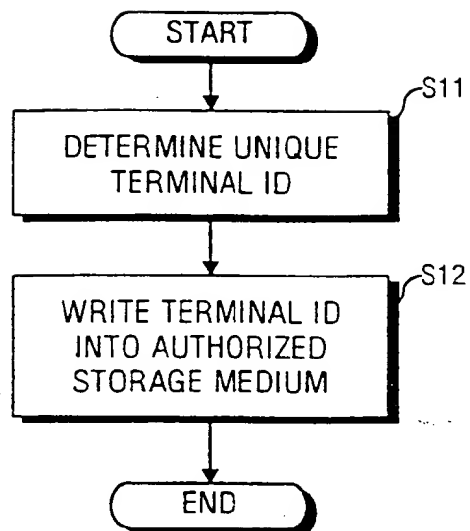 START
S11
DETERMINE UNIQUE
TERMINAL ID
S12
WRITE TERMINAL ID
INTO AUTHORIZED
STORAGE MEDIUM
END